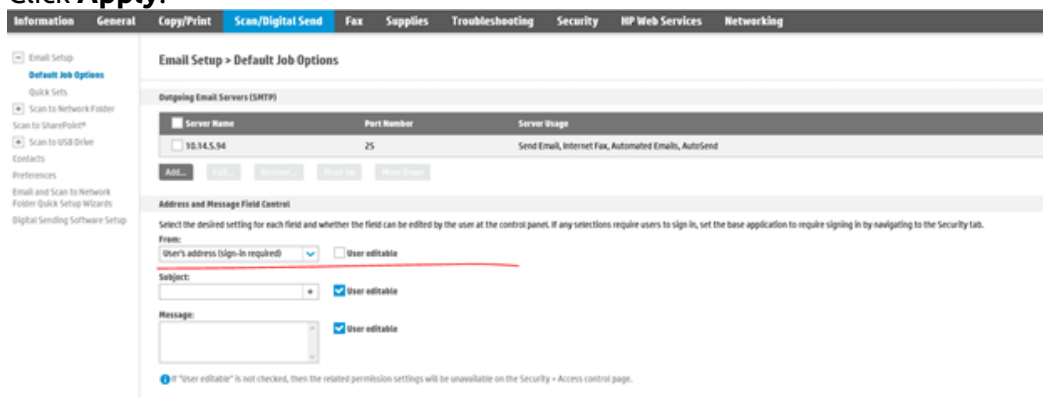 Click Apply.
Information General Copy/Print Scan/Digital Send Fax Supplies Troubleshooting Security HP Web Services Networking
Email Setup
Default Job Options
Quick Sets
Scan to Network Folder
Scan to SharePoint®
Scan to USB Drive
Contacts
Preferences
Email and Scan to Network
Folder Quick Setup Wizards
Digital Sending Software Setup
Email Setup > Default Job Options
Outgoing Email Servers (SMTP)
Server Name Port Number Server Usage
10.14.5.94 25 Send Email, Internet Fax, Automated Emails, AutoSend
Add... Edit... Remove... Move Up Move Down
Address and Message Field Control
Select the desired setting for each field and whether the field can be edited by the user at the control panel. If any selections require users to sign in, set the base application to require signing in by navigating to the Security tab.
From:
User's address (sign-in required) User editable
Subject:
User editable
Message:
User editable
If "User editable" is not checked, then the related permission settings will be unavailable on the Security > Access control page.